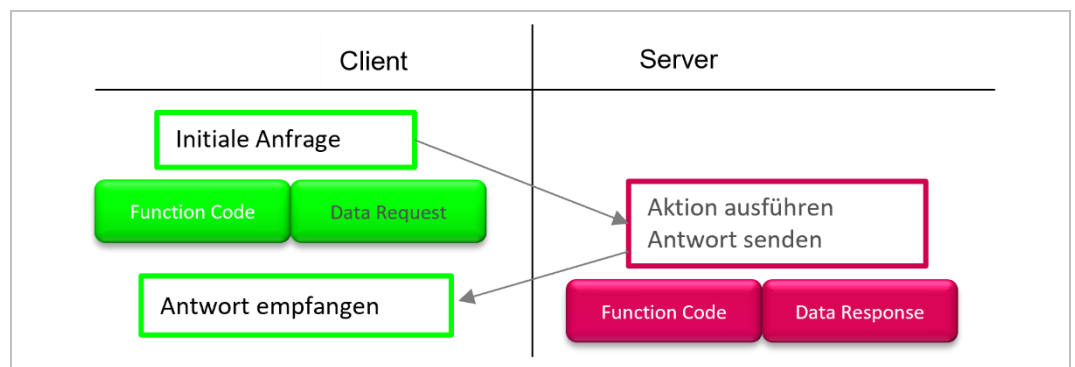 Client
Server
Initiale Anfrage
Function Code
Data Request
Aktion ausführen
Antwort senden
Antwort empfangen
Function Code
Data Response